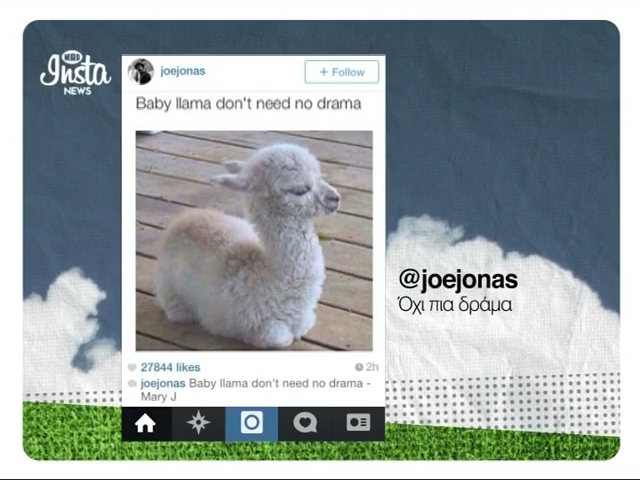 MAD
Insta
NEWS
joejonas
+ Follow
Baby llama don't need no drama
27844 likes
2h
joejonas Baby llama don't need no drama -
Mary J
@joejonas
Όχι πια δράμα